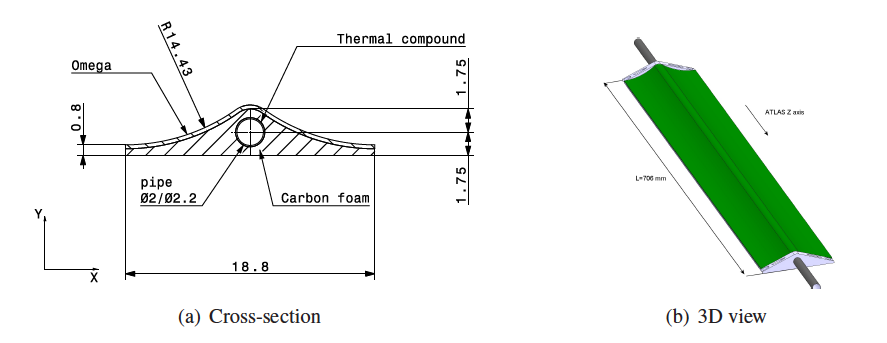 R14.43
Thermal compound
Omega
1.75
0.8
pipe
Ø2/Ø2.2
Carbon foam
1.75
Y
X
18.8
(a) Cross-section
ATLAS Z axis
L=706 mm
(b) 3D view